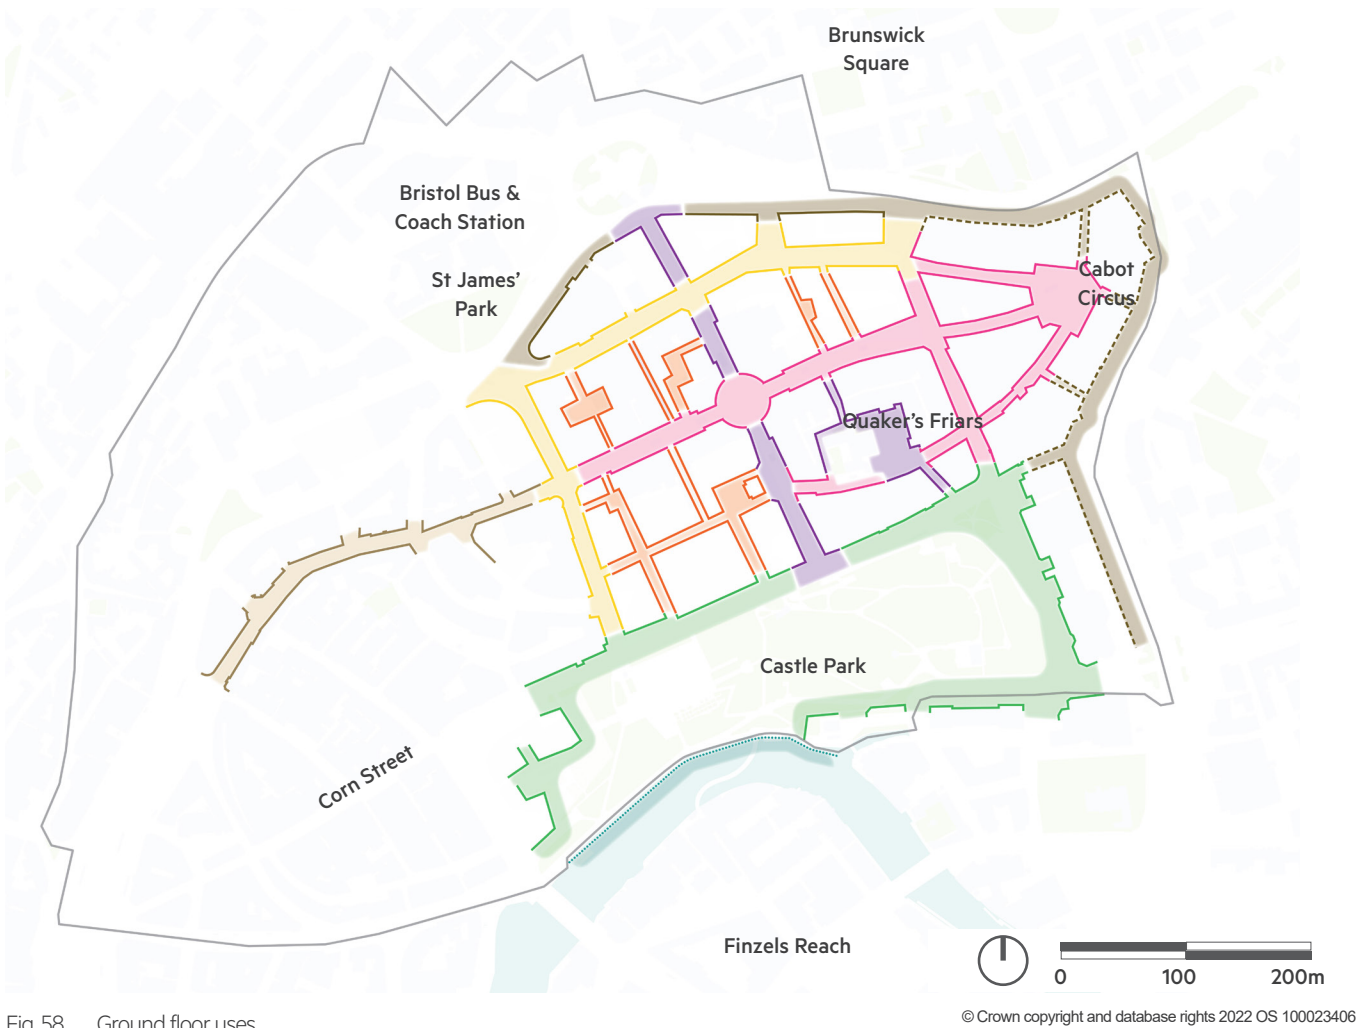 Brunswick
Square
Bristol Bus &
Coach Station
St James'
Park
Cabot
Circus
Quaker's Friars
Castle Park
Corn Street
Finzels Reach
0 100 200m
Fig. 58 Ground floor uses
© Crown copyright and database rights 2022 OS 100023406